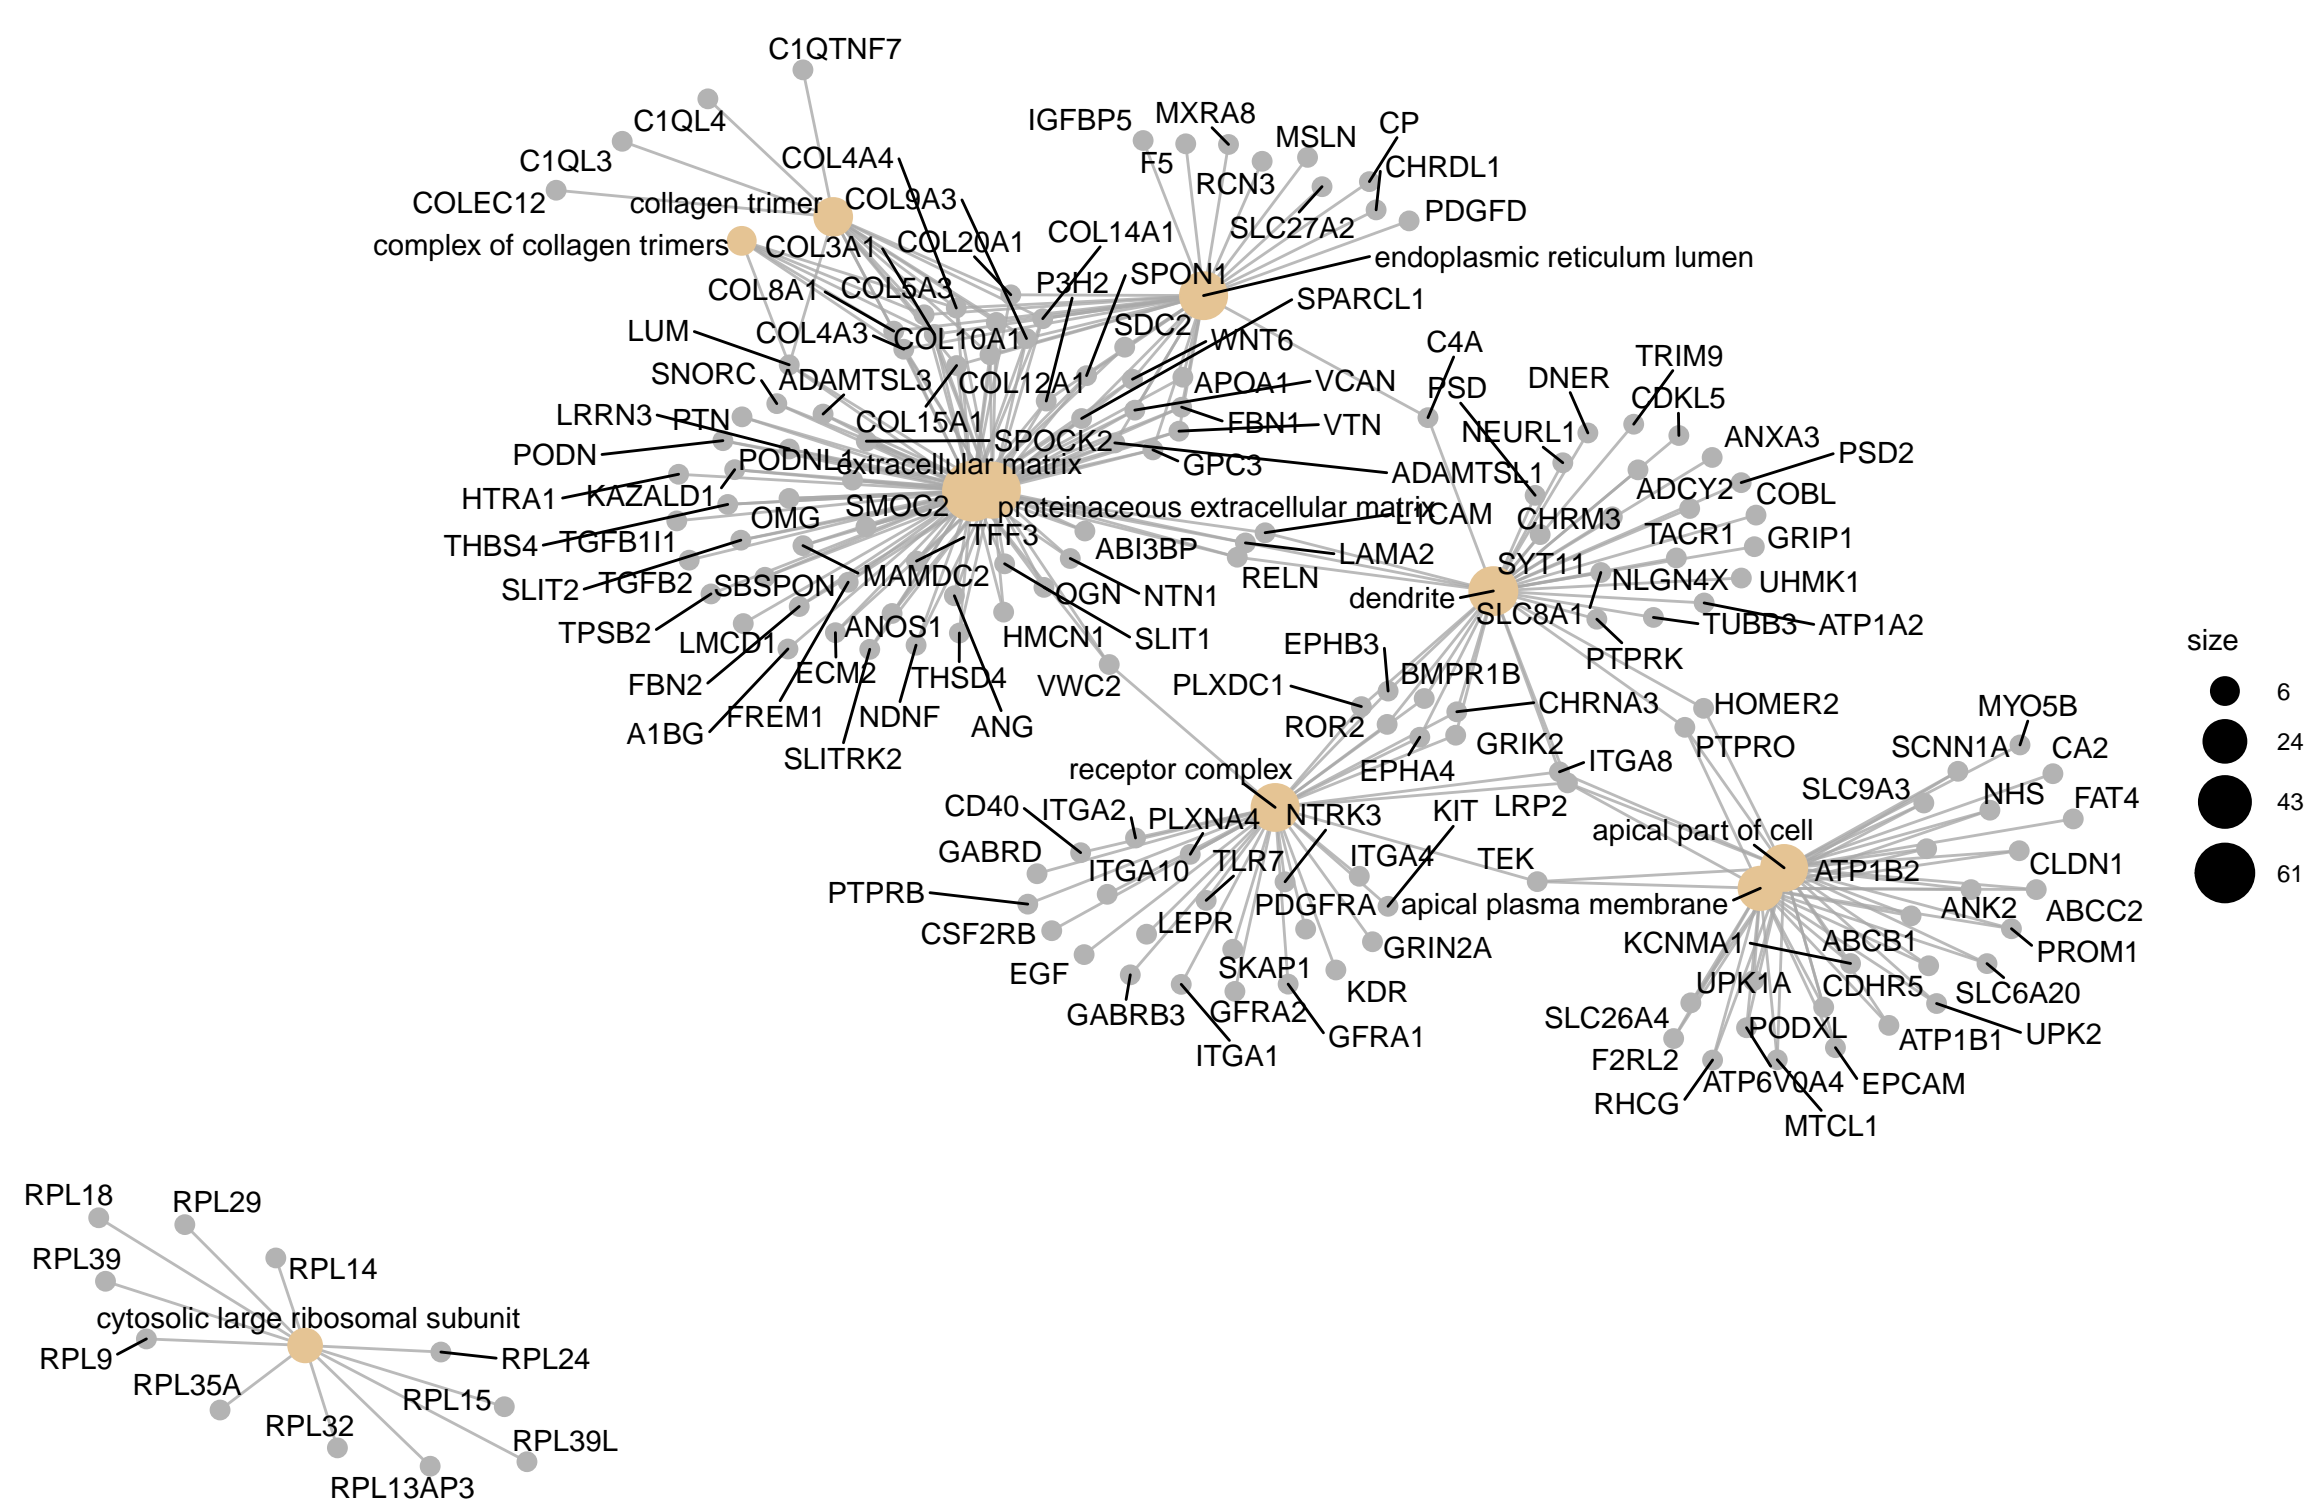 C1QTNF7
C1QL4
C1QL3
COLEC12
collagen trimer
complex of collagen trimers
COL4A4
COL9A3
COL3A1
COL20A1
COL14A1
COL8A1
COL5A3
P3H2
SPON1
IGFBP5
MXRA8
F5
RCN3
MSLN
CP
CHRDL1
SLC27A2
PDGFD
endoplasmic reticulum lumen
SPARCL1
LUM
COL4A3
COL10A1
SDC2
WNT6
SNORC
ADAMTSL3
COL12A1
APOA1
VCAN
LRRN3
PTN
COL15A1
SPOCK2
FBN1
VTN
PODN
PODNL1
extracellular matrix
GPC3
ADAMTSL1
HTRA1
KAZALD1
OMG
SMOC2
proteinaceous extracellular matrix
L1CAM
THBS4
TGFB1I1
TFF3
ABI3BP
LAMA2
RELN
SLIT2
TGFB2
SBSPON
MAMDC2
OGN
NTN1
TPSB2
LMCD1
ANOS1
HMCN1
SLIT1
FBN2
ECM2
THSD4
VWC2
A1BG
FREM1
NDNF
ANG
SLITRK2
C4A
PSD
DNER
TRIM9
CDKL5
NEURL1
ANXA3
PSD2
ADCY2
COBL
CHRM3
TACR1
GRIP1
SYT11
NLGN4X
UHMK1
dendrite
SLC8A1
TUBB3
ATP1A2
PTPRK
EPHB3
BMPR1B
PLXDC1
CHRNA3
ROR2
GRIK2
EPHA4
HOMER2
PTPRO
ITGA8
LRP2
receptor complex
CD40
ITGA2
PLXNA4
NTRK3
KIT
GABRD
ITGA10
TLR7
ITGA4
TEK
PTPRB
LEPR
PDGFRA
CSF2RB
GRIN2A
EGF
SKAP1
KDR
GABRB3
GFRA2
GFRA1
ITGA1
MYO5B
SCNN1A
CA2
SLC9A3
NHS
FAT4
apical part of cell
ATP1B2
CLDN1
apical plasma membrane
ANK2
ABCC2
KCNMA1
ABCB1
PROM1
UPK1A
CDHR5
SLC6A20
SLC26A4
PODXL
ATP1B1
UPK2
F2RL2
ATP6V0A4
EPCAM
RHCG
MTCL1
size
6
24
43
61
RPL18
RPL29
RPL39
RPL14
cytosolic large ribosomal subunit
RPL9
RPL24
RPL35A
RPL15
RPL32
RPL39L
RPL13AP3